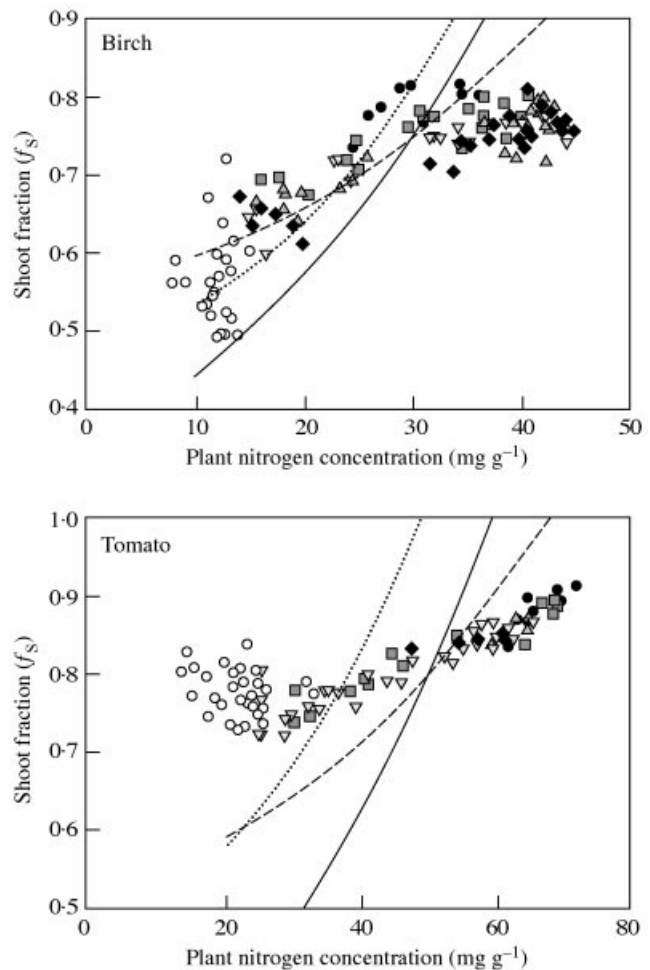 0·9
Birch
0·8
0·7
0·6
0·5
0·4
Shoot fraction (fS)
0 10 20 30 40 50
Plant nitrogen concentration (mg g–1)
1·0
Tomato
0·9
0·8
0·7
0·6
0·5
Shoot fraction (fS)
0 20 40 60 80
Plant nitrogen concentration (mg g–1)